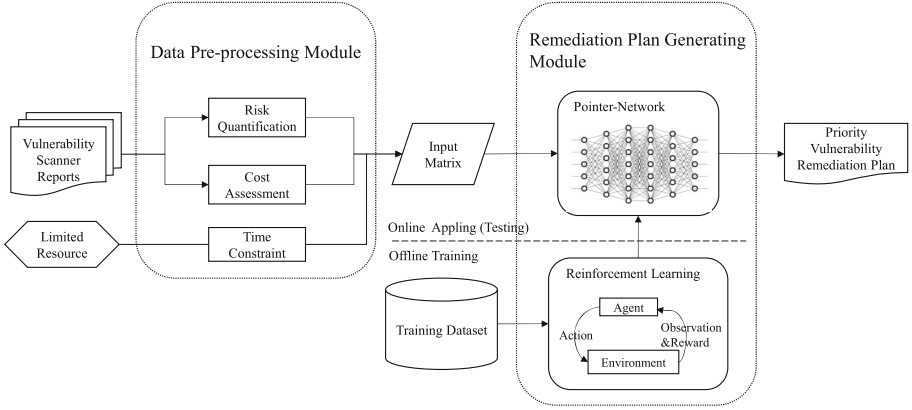 Data Pre-processing Module
Remediation Plan Generating
Module
Vulnerability
Scanner
Reports
Limited
Resource
Risk
Quantification
Cost
Assessment
Time
Constraint
Input
Matrix
Pointer-Network
Priority
Vulnerability
Remediation Plan
Online Appling (Testing)
Offline Training
Training Dataset
Reinforcement Learning
Agent
Action
Observation
&Reward
Environment